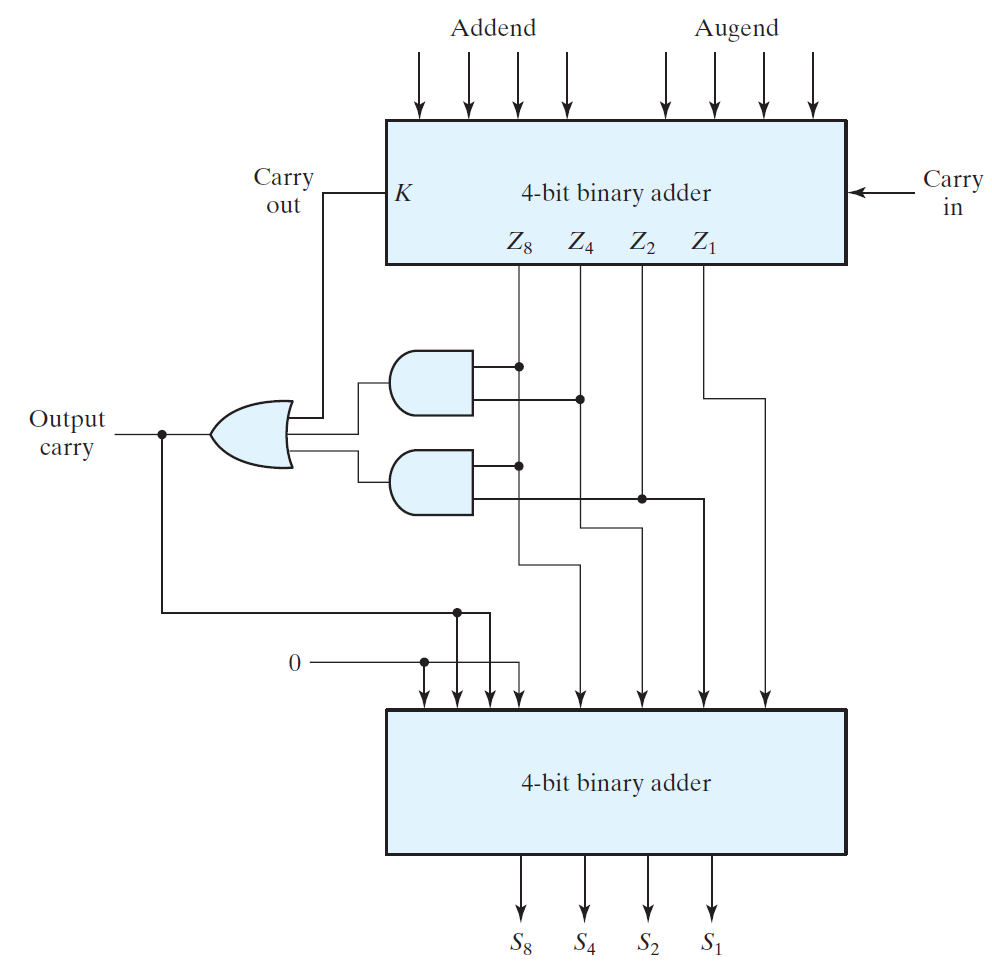 Addend
Augend
Carry
out
K
4-bit binary adder
Carry
in
Z8 Z4 Z2 Z1
Output
carry
0
4-bit binary adder
S8 S4 S2 S1